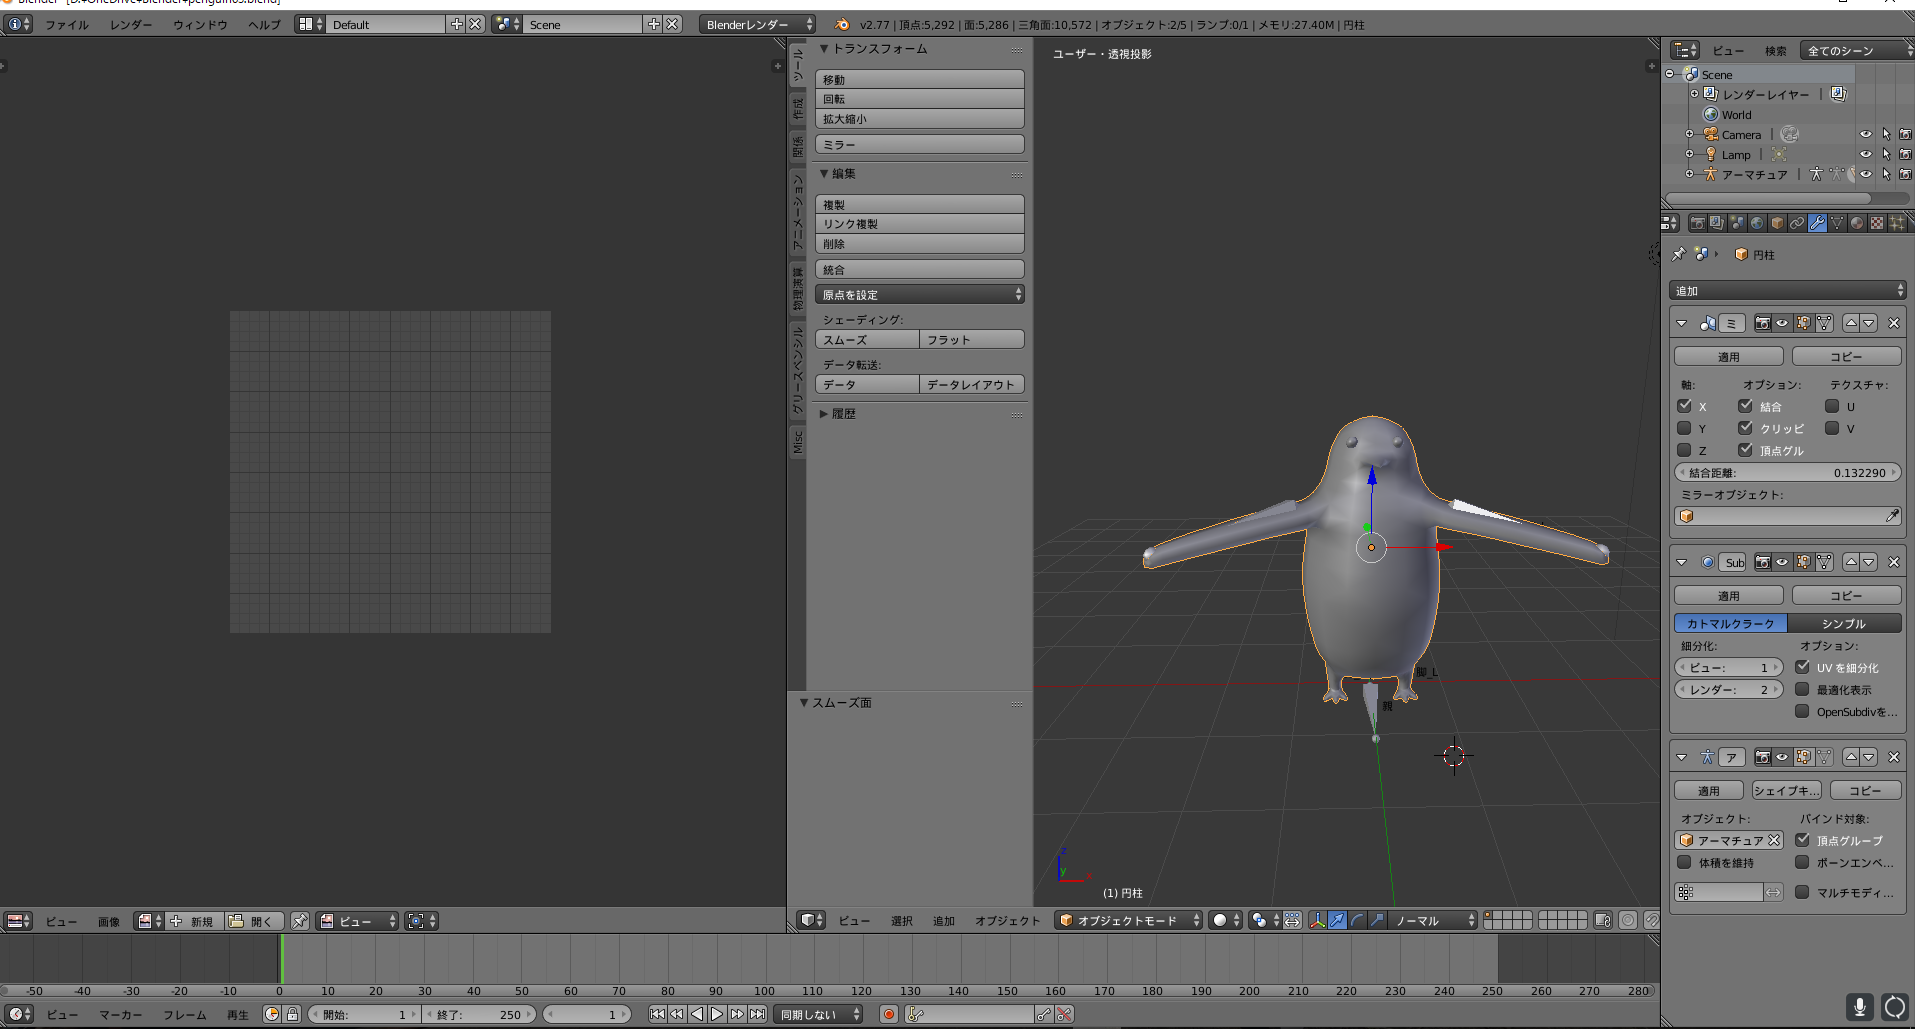 ファイル レンダー ウィンドウ ヘルプ Default Scene Blenderレンダー v2.77 | 頂点:5,292 | 面:5,286 | 三角面:10,572 | オブジェクト:2/5 | ランプ:0/1 | メモリ:27.40M | 円柱
ツール
作成
関係
アニメーション
物理演算
グリースペンシル
Misc
トランスフォーム
移動
回転
拡大縮小
ミラー
編集
複製
リンク複製
削除
統合
原点を設定
シェーディング:
スムーズ フラット
データ転送:
データ データレイアウト
履歴
スムーズ面
ユーザー・透視投影
脚_L
親
z
y
x
(1) 円柱
ビュー 検索 全てのシーン
Scene
レンダーレイヤー |
World
Camera |
Lamp |
アーマチュア |
円柱
追加
ミ
適用 コピー
軸: オプション: テクスチャ:
X 結合 U
Y クリッピ V
Z 頂点グル
結合距離: 0.132290
ミラーオブジェクト:
Sub
適用 コピー
カトマルクラーク シンプル
細分化: オプション:
ビュー: 1 UV を細分化
レンダー: 2 最適化表示
OpenSubdivを...
ア
適用 シェイプキ... コピー
オブジェクト: バインド対象:
アーマチュア 頂点グループ
体積を維持 ボーンエンベ...
マルチモディ...
ビュー 画像 新規 開く ビュー
ビュー 選択 追加 オブジェクト オブジェクトモード ノーマル
-50 -40 -30 -20 -10 0 10 20 30 40 50 60 70 80 90 100 110 120 130 140 150 160 170 180 190 200 210 220 230 240 250 260 270 280
ビュー マーカー フレーム 再生 開始: 1 終了: 250 1 同期しない